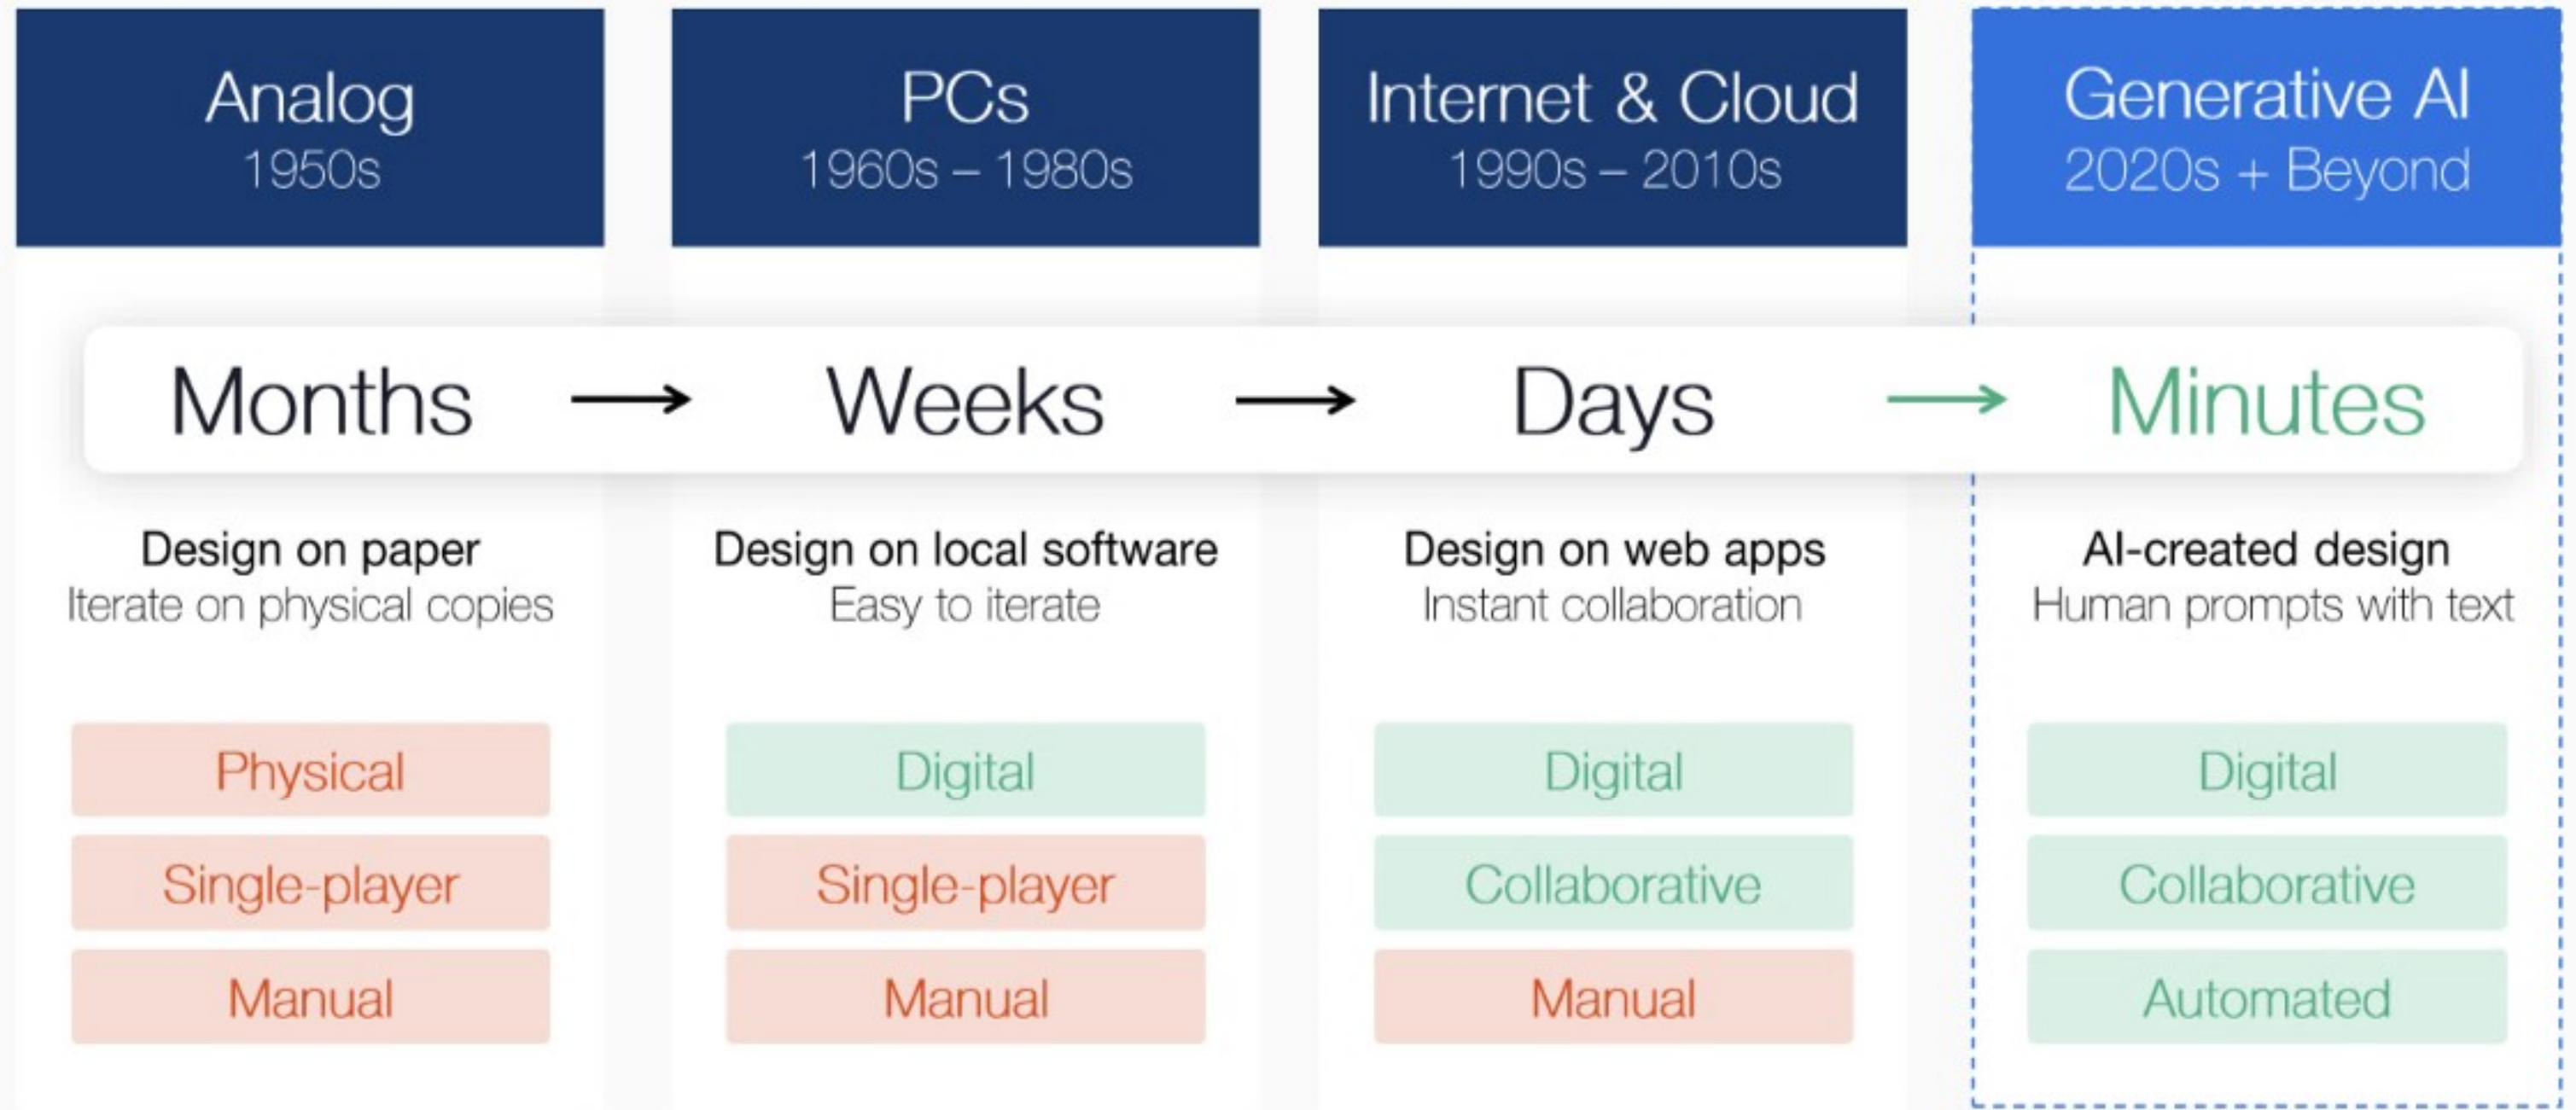 Analog
1950s
PCs
1960s – 1980s
Internet & Cloud
1990s – 2010s
Generative AI
2020s + Beyond
Months → Weeks → Days → Minutes
Design on paper
Iterate on physical copies
Design on local software
Easy to iterate
Design on web apps
Instant collaboration
AI-created design
Human prompts with text
Physical
Single-player
Manual
Digital
Single-player
Manual
Digital
Collaborative
Manual
Digital
Collaborative
Automated